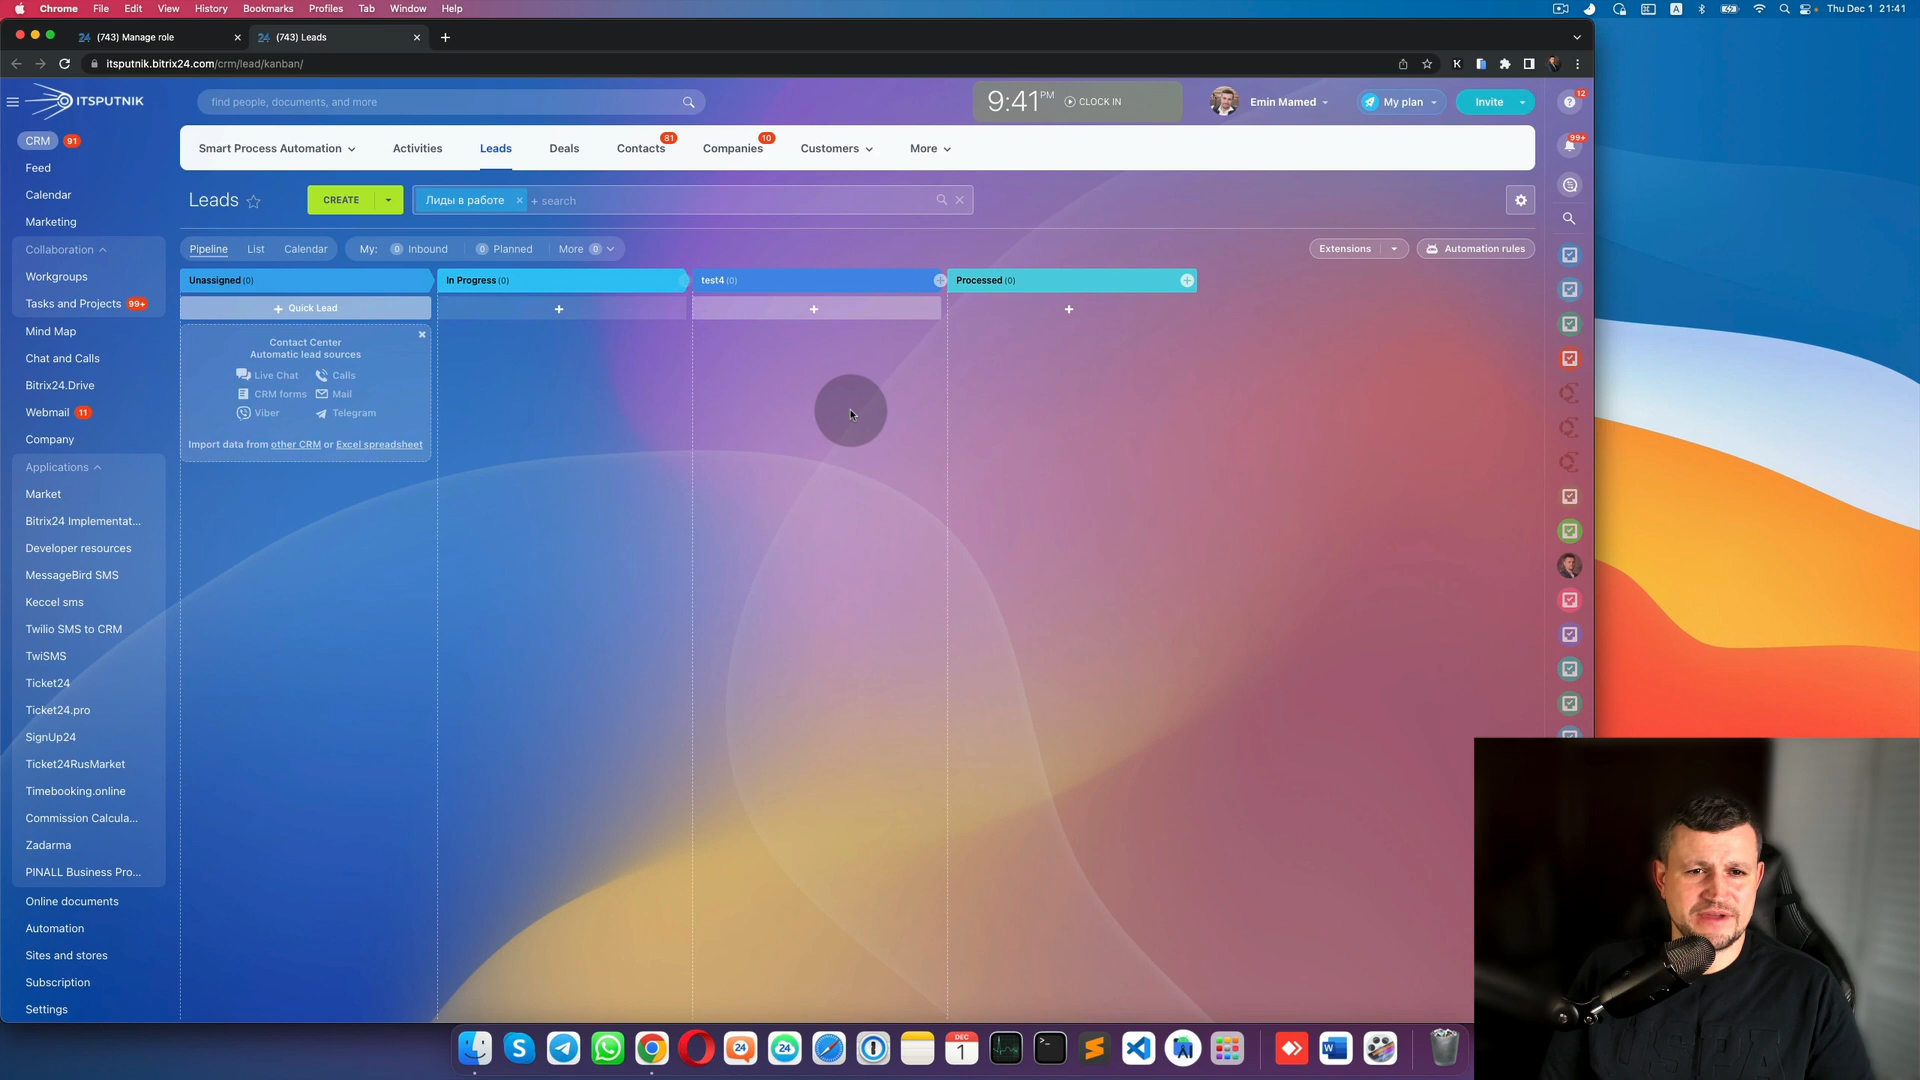 Chrome File Edit View History Bookmarks Profiles Tab Window Help
A
Thu Dec 1 21:41
24 (743) Manage role
24 (743) Leads
itsputnik.bitrix24.com/crm/lead/kanban/
ITSPUTNIK
find people, documents, and more
9:41 PM CLOCK IN
Emin Mamed
My plan
Invite
12
99+
CRM 91
Feed
Calendar
Marketing
Collaboration
Workgroups
Tasks and Projects 99+
Mind Map
Chat and Calls
Bitrix24.Drive
Webmail 11
Company
Applications
Market
Bitrix24 Implementat...
Developer resources
MessageBird SMS
Keccel sms
Twilio SMS to CRM
TwiSMS
Ticket24
Ticket24.pro
SignUp24
Ticket24RusMarket
Timebooking.online
Commission Calcula...
Zadarma
PINALL Business Pro...
Online documents
Automation
Sites and stores
Subscription
Settings
Smart Process Automation Activities Leads Deals Contacts 81 Companies 10 Customers More
Leads
CREATE
Лиды в работе × + search
Pipeline List Calendar
My: 0 Inbound 0 Planned More 0
Extensions
Automation rules
Unassigned (0)
In Progress (0)
test4 (0)
Processed (0)
+ Quick Lead
+
+
+
Contact Center
Automatic lead sources
Live Chat Calls
CRM forms Mail
Viber Telegram
Import data from other CRM or Excel spreadsheet
24
24
DEC
1
W